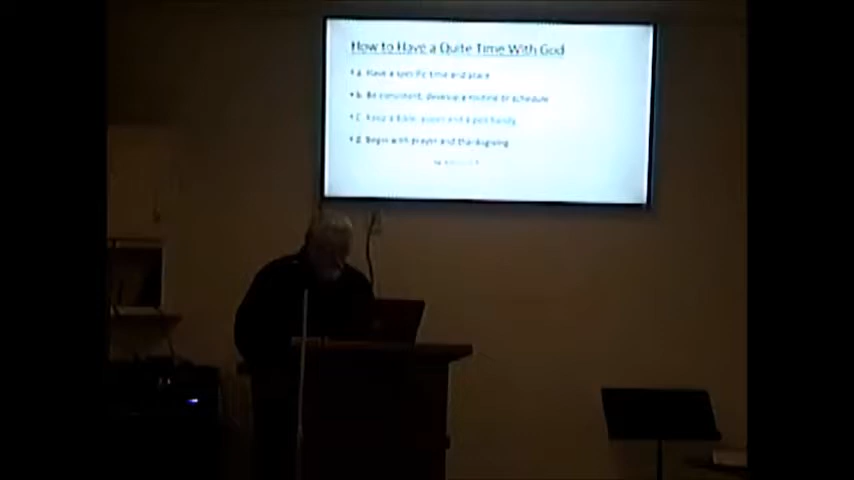 How to Have a Quite Time With God
• a. Have a specific time and place
• b. Be consistent, develop a routine or schedule
• c. Keep a Bible, paper and a pen handy
• d. Begin with prayer and thanksgiving